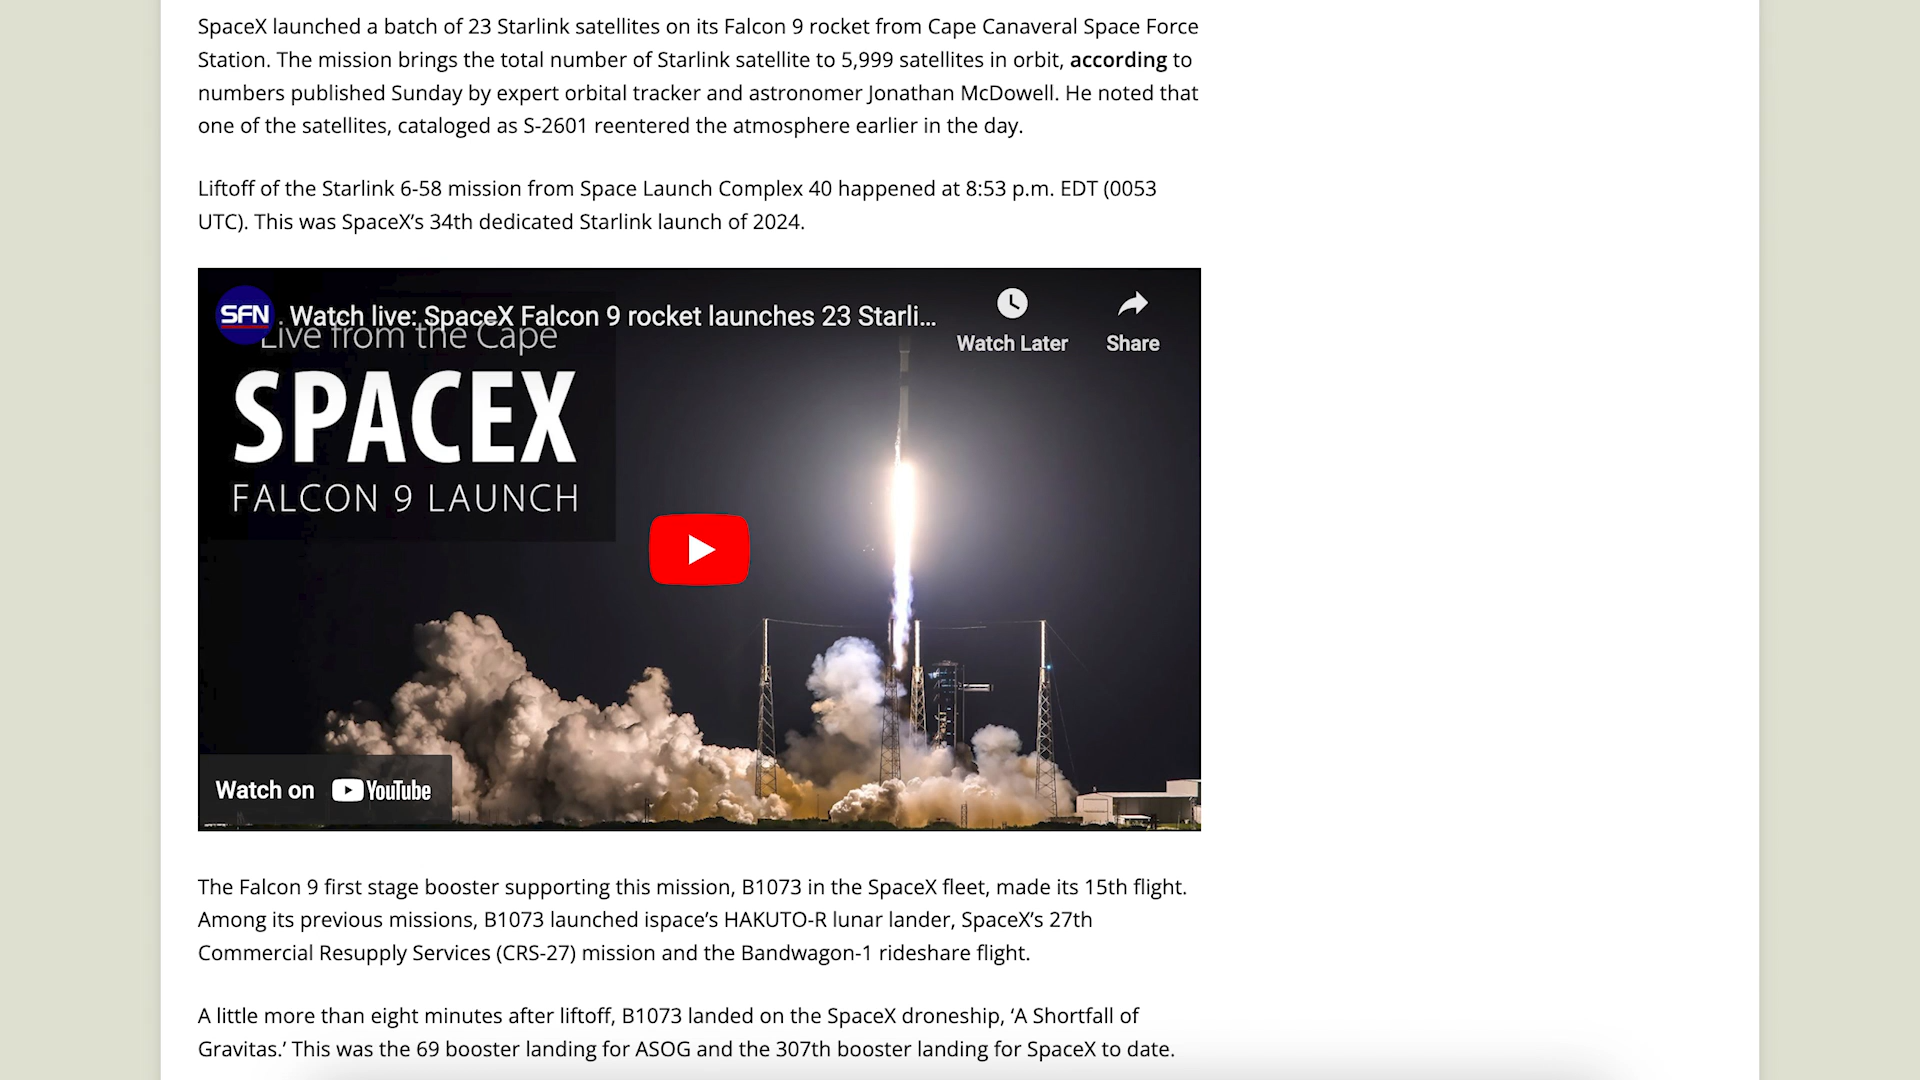 SpaceX launched a batch of 23 Starlink satellites on its Falcon 9 rocket from Cape Canaveral Space Force
Station. The mission brings the total number of Starlink satellite to 5,999 satellites in orbit, according to
numbers published Sunday by expert orbital tracker and astronomer Jonathan McDowell. He noted that
one of the satellites, cataloged as S-2601 reentered the atmosphere earlier in the day.
Liftoff of the Starlink 6-58 mission from Space Launch Complex 40 happened at 8:53 p.m. EDT (0053
UTC). This was SpaceX’s 34th dedicated Starlink launch of 2024.
SFN Watch live: SpaceX Falcon 9 rocket launches 23 Starli...
Watch Later Share
Live from the Cape
SPACEX
FALCON 9 LAUNCH
Watch on YouTube
The Falcon 9 first stage booster supporting this mission, B1073 in the SpaceX fleet, made its 15th flight.
Among its previous missions, B1073 launched ispace’s HAKUTO-R lunar lander, SpaceX’s 27th
Commercial Resupply Services (CRS-27) mission and the Bandwagon-1 rideshare flight.
A little more than eight minutes after liftoff, B1073 landed on the SpaceX droneship, ‘A Shortfall of
Gravitas.’ This was the 69 booster landing for ASOG and the 307th booster landing for SpaceX to date.